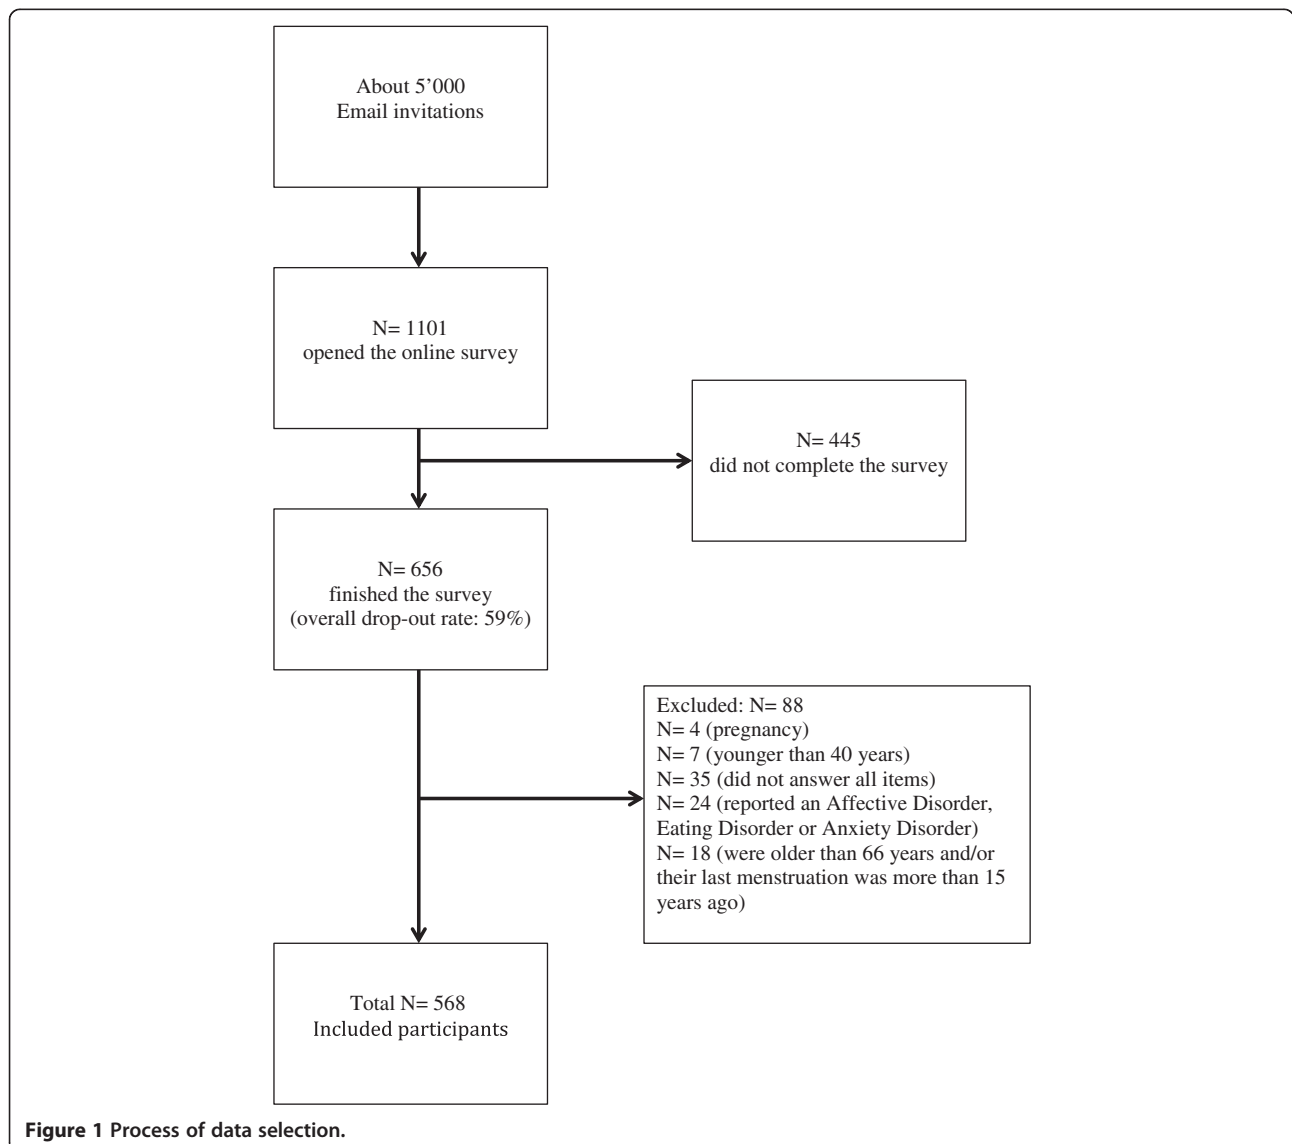 About 5’000
Email invitations
N= 1101
opened the online survey
N= 445
did not complete the survey
N= 656
finished the survey
(overall drop-out rate: 59%)
Excluded: N= 88
N= 4 (pregnancy)
N= 7 (younger than 40 years)
N= 35 (did not answer all items)
N= 24 (reported an Affective Disorder,
Eating Disorder or Anxiety Disorder)
N= 18 (were older than 66 years and/or
their last menstruation was more than 15
years ago)
Total N= 568
Included participants
Figure 1 Process of data selection.